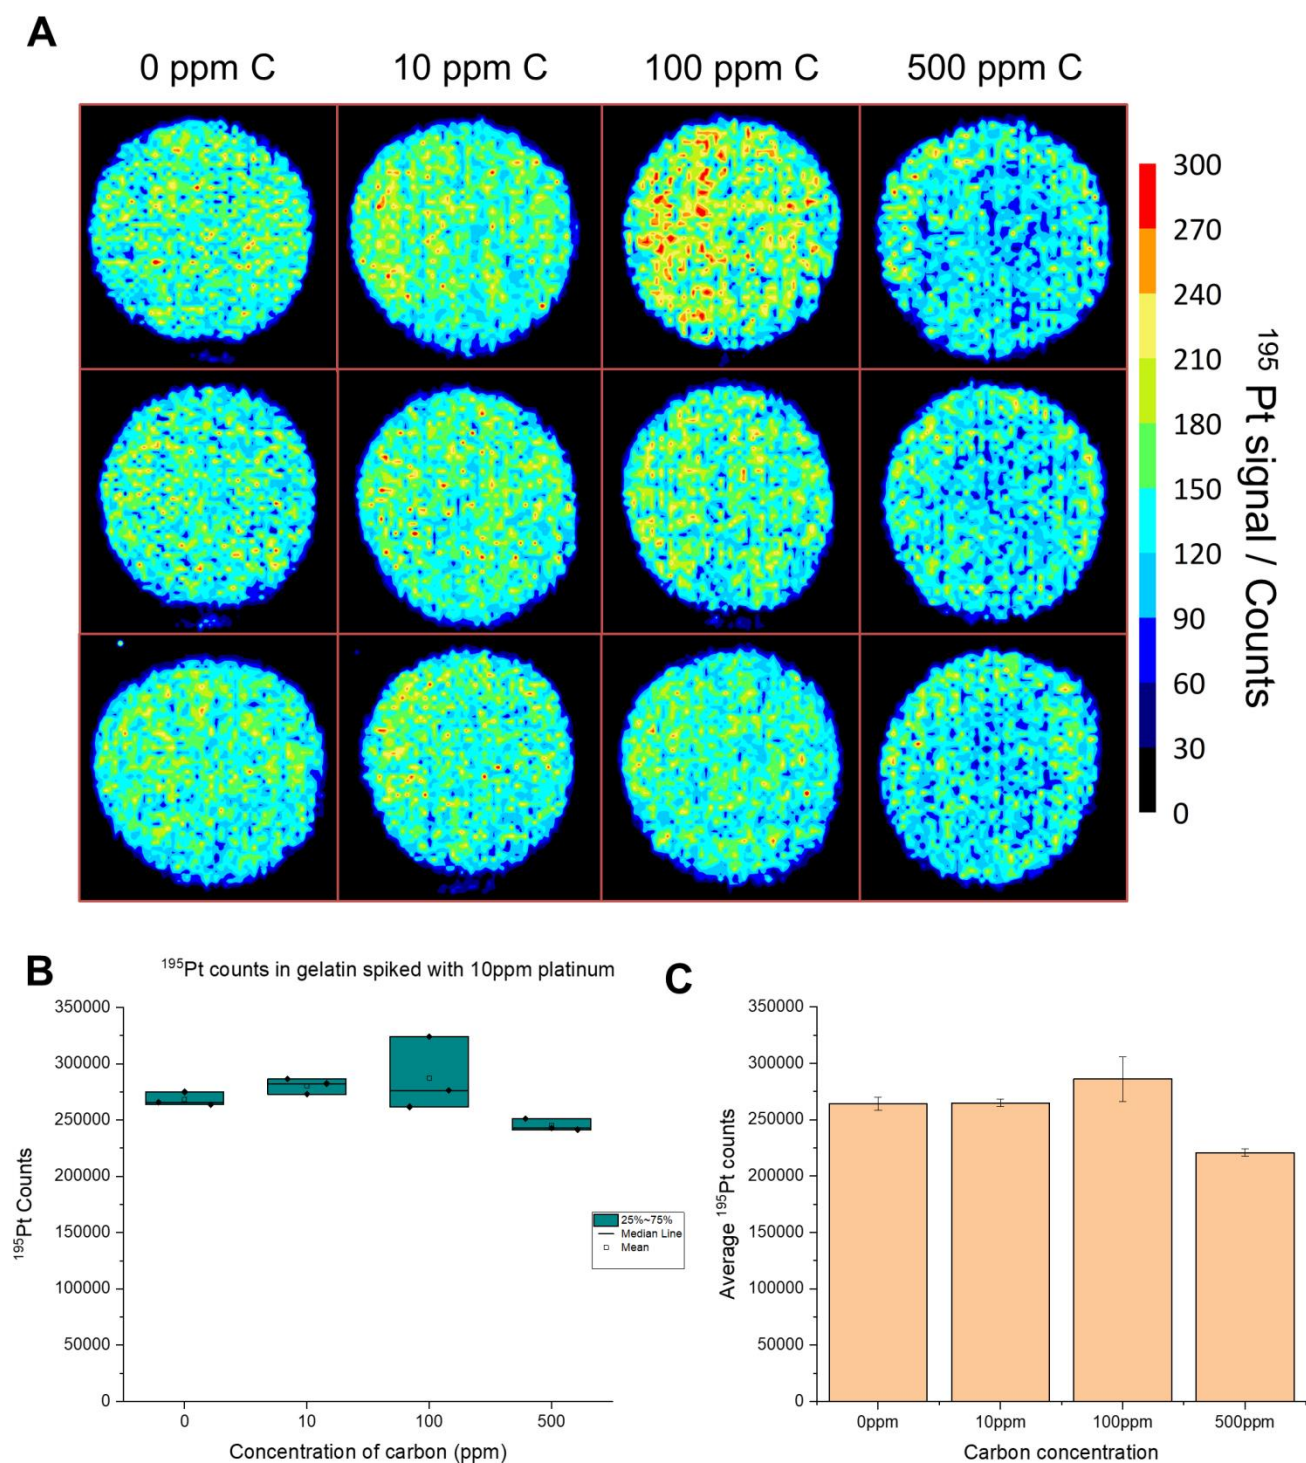 A
0 ppm C 10 ppm C 100 ppm C 500 ppm C
300
270
240
210
180
150
120
90
60
30
0
¹⁹⁵ Pt signal / Counts
B
¹⁹⁵Pt counts in gelatin spiked with 10ppm platinum
350000
300000
250000
200000
150000
100000
50000
0
¹⁹⁵Pt Counts
25%~75%
Median Line
Mean
0 10 100 500
Concentration of carbon (ppm)
C
350000
300000
250000
200000
150000
100000
50000
0
Average ¹⁹⁵Pt counts
0ppm 10ppm 100ppm 500ppm
Carbon concentration